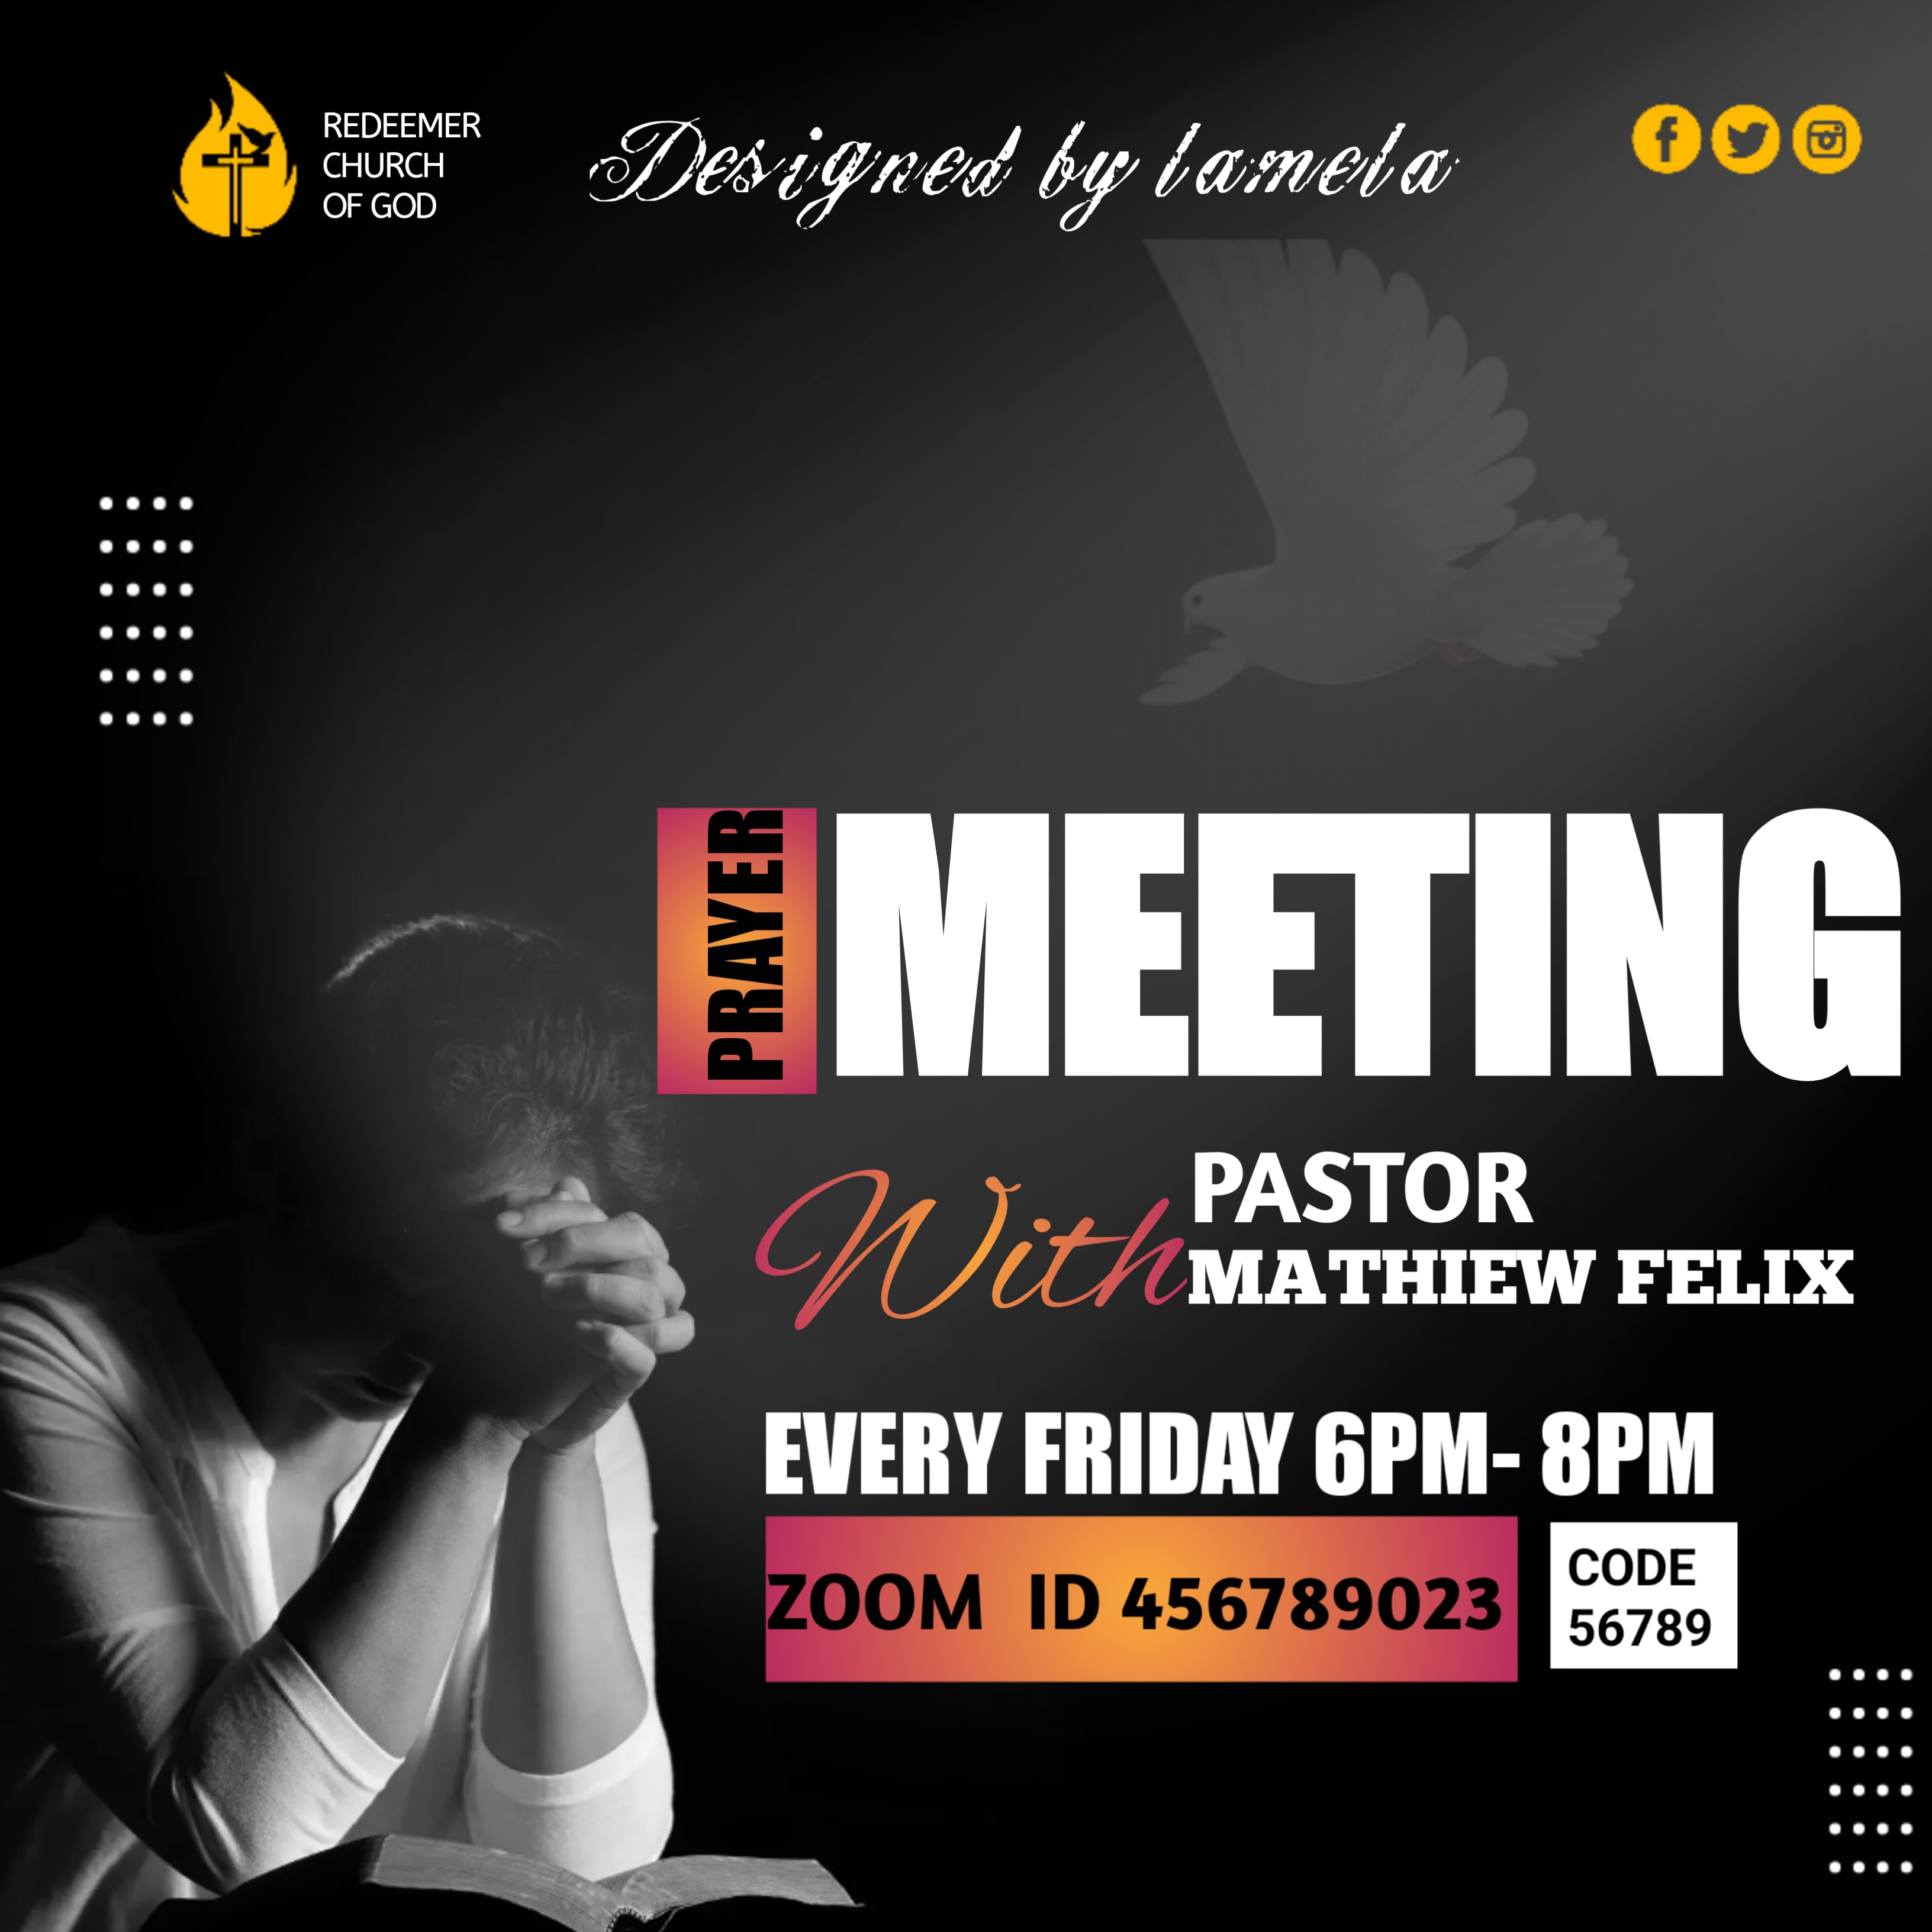 REDEEMER
CHURCH
OF GOD
Designed by lamela
PRAYER
MEETING
With
PASTOR
MATHIEW FELIX
EVERY FRIDAY 6PM- 8PM
ZOOM ID 456789023
CODE
56789